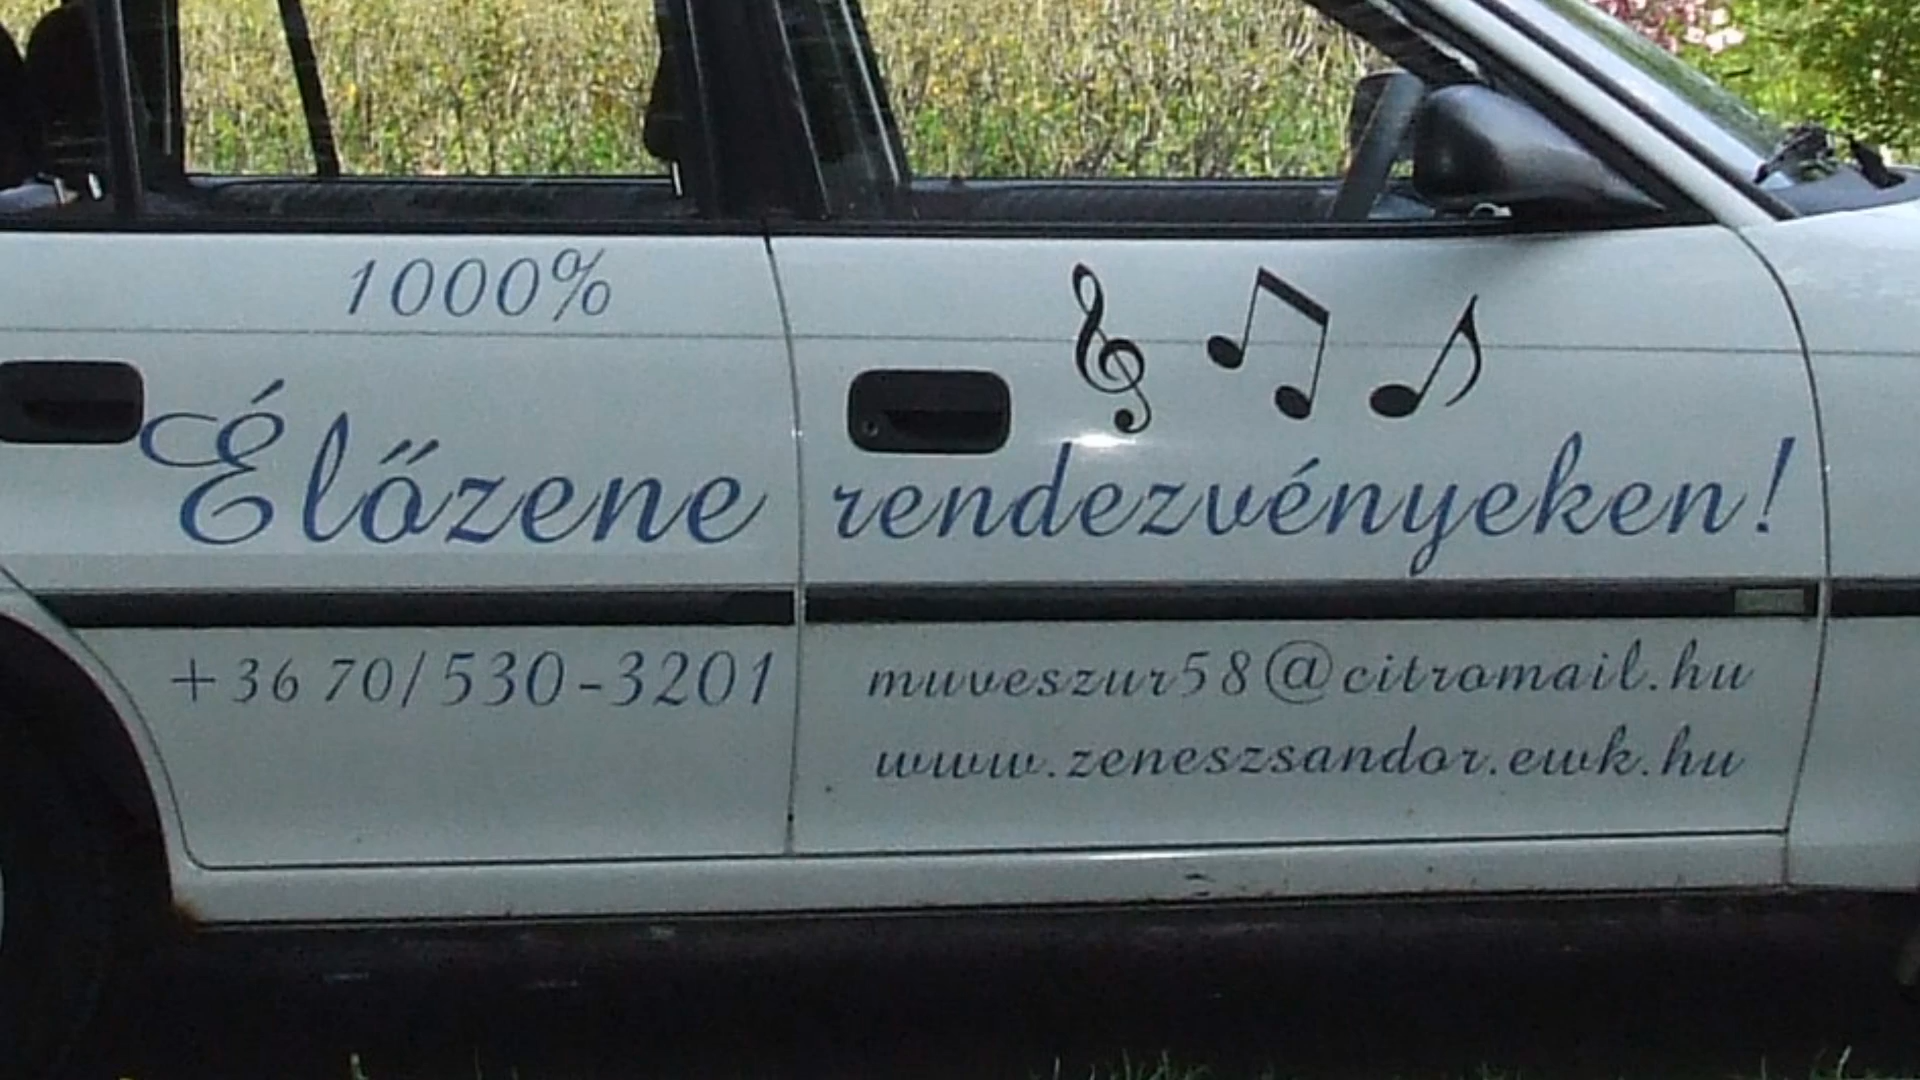 1000%
Élőzene rendezvényeken!
+36 70/530-3201
muveszur58@citromail.hu
www.zeneszsandor.ewk.hu